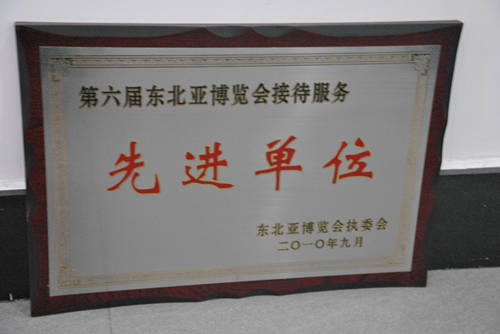 第六届东北亚博览会接待服务
先进单位
东北亚博览会执委会
二〇一〇年九月